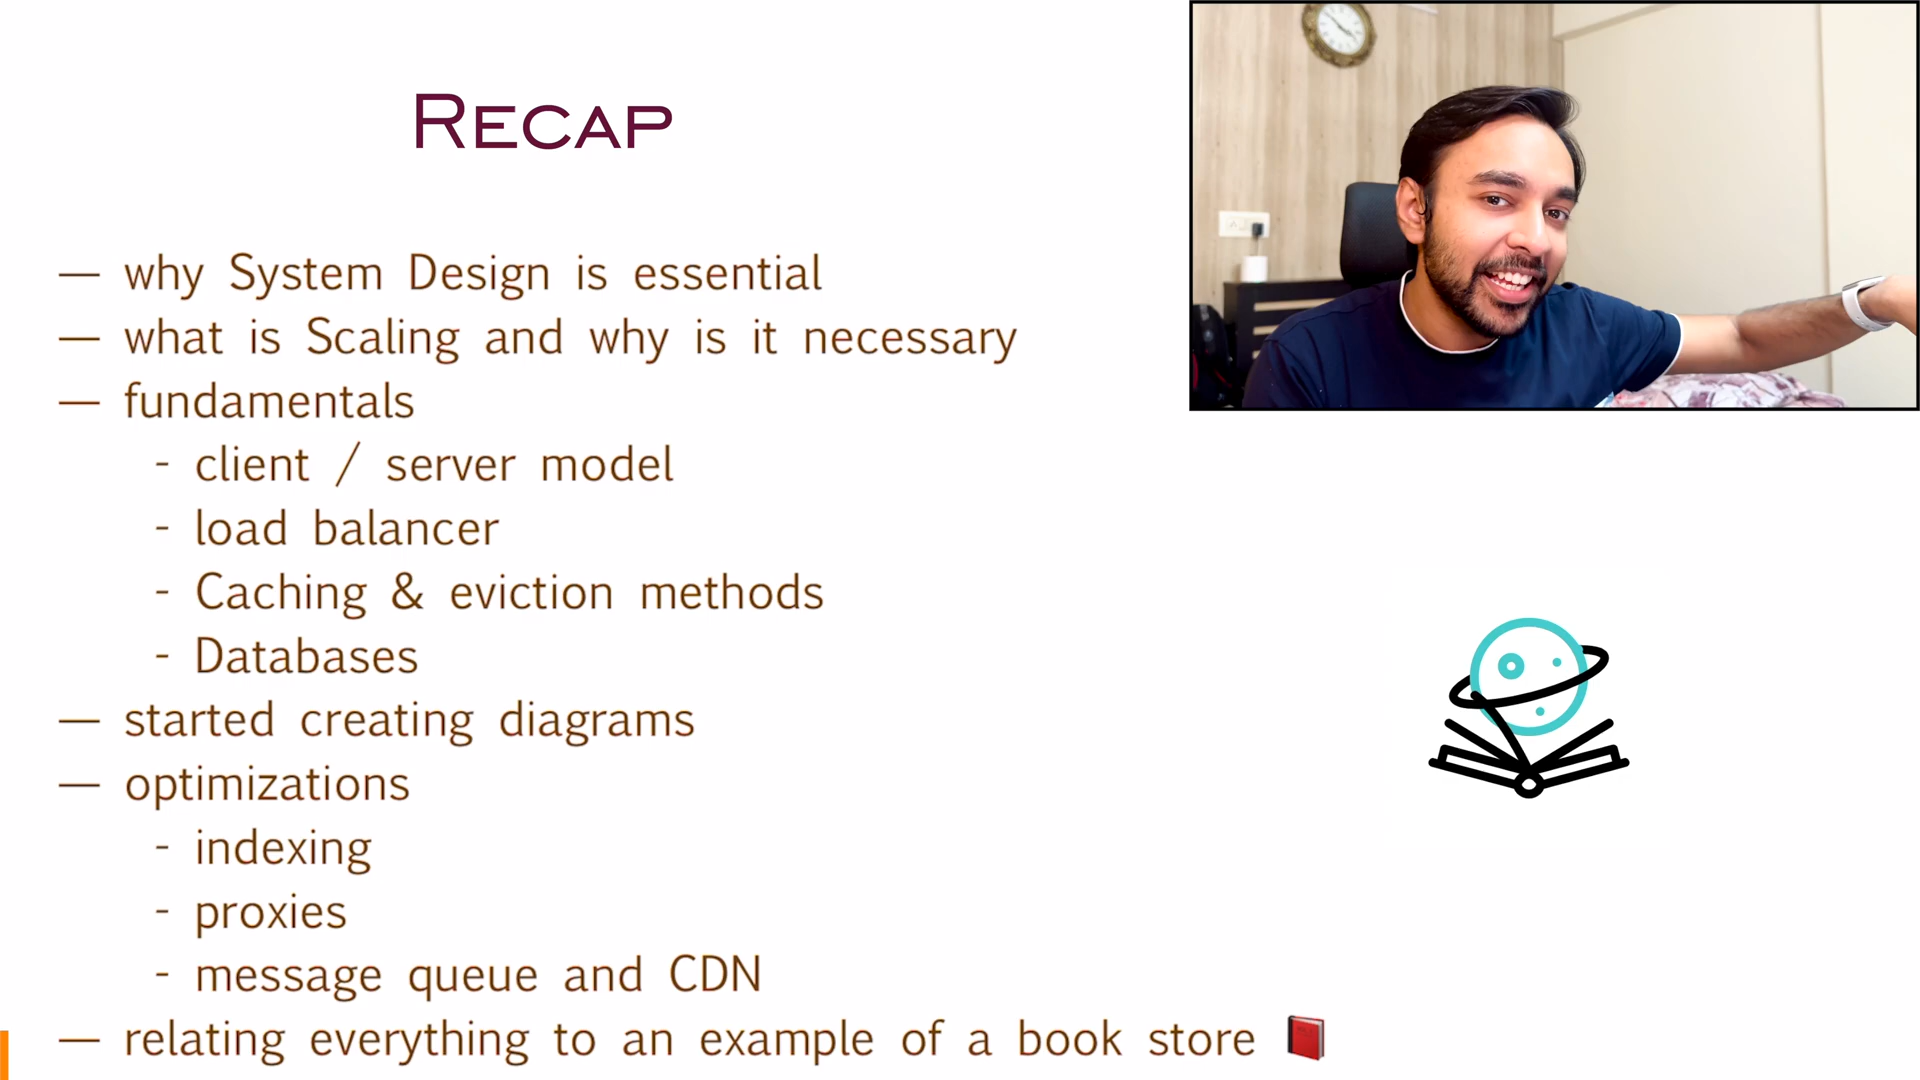 Recap
— why System Design is essential
— what is Scaling and why is it necessary
— fundamentals
- client / server model
- load balancer
- Caching & eviction methods
- Databases
— started creating diagrams
— optimizations
- indexing
- proxies
- message queue and CDN
— relating everything to an example of a book store 📕